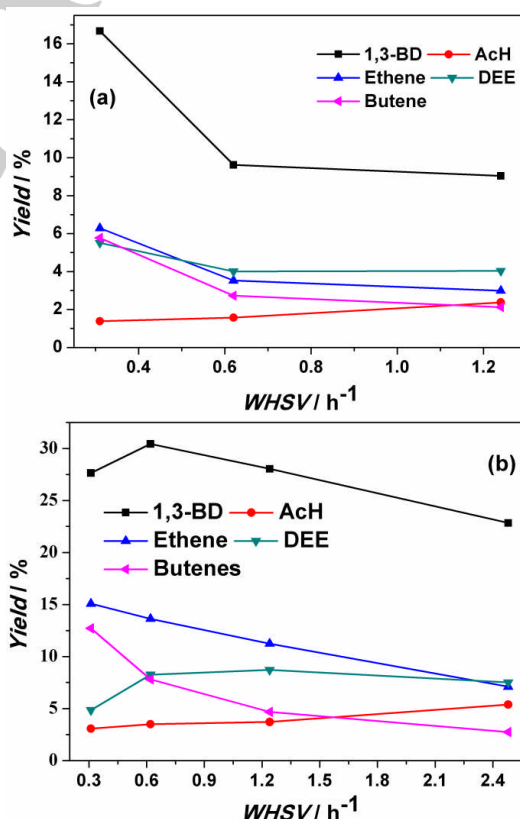 (a)
1,3-BD AcH
Ethene DEE
Butene
Yield / %
16
14
12
10
8
6
4
2
0
0.4 0.6 0.8 1.0 1.2
WHSV / h-1
(b)
1,3-BD AcH
Ethene DEE
Butenes
Yield / %
30
25
20
15
10
5
0
0.3 0.6 0.9 1.2 1.5 1.8 2.1 2.4
WHSV / h-1